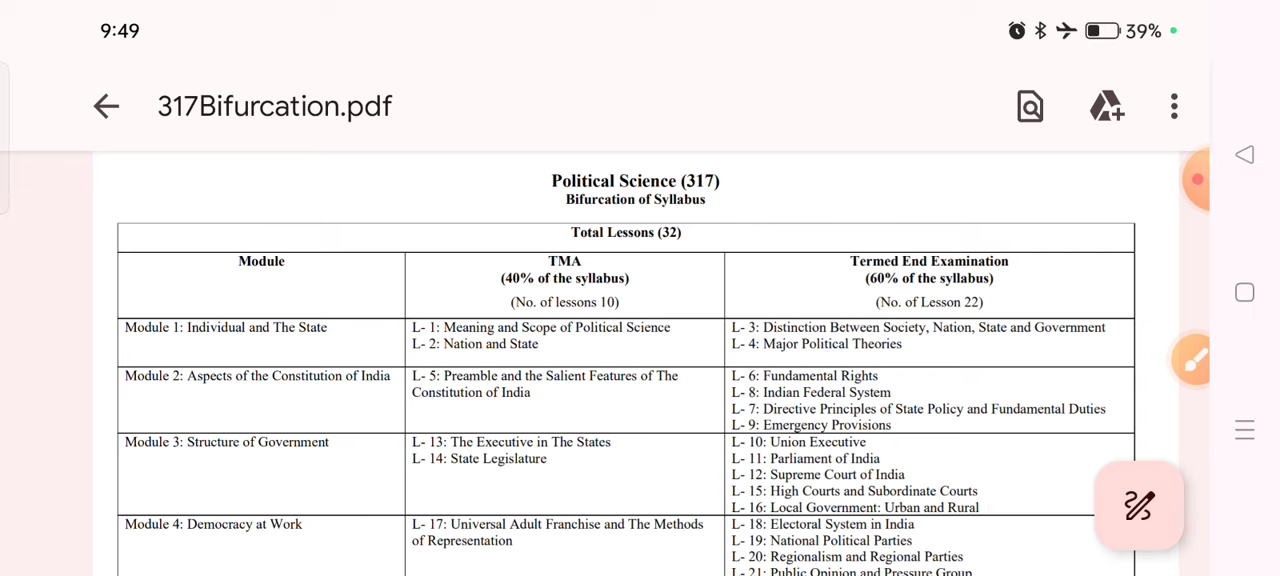 9:49
39%
317Bifurcation.pdf
Political Science (317)
Bifurcation of Syllabus
Total Lessons (32)
Module
TMA
(40% of the syllabus)
(No. of lessons 10)
Termed End Examination
(60% of the syllabus)
(No. of Lesson 22)
Module 1: Individual and The State
L- 1: Meaning and Scope of Political Science
L- 2: Nation and State
L- 3: Distinction Between Society, Nation, State and Government
L- 4: Major Political Theories
Module 2: Aspects of the Constitution of India
L- 5: Preamble and the Salient Features of The
Constitution of India
L- 6: Fundamental Rights
L- 8: Indian Federal System
L- 7: Directive Principles of State Policy and Fundamental Duties
L- 9: Emergency Provisions
Module 3: Structure of Government
L- 13: The Executive in The States
L- 14: State Legislature
L- 10: Union Executive
L- 11: Parliament of India
L- 12: Supreme Court of India
L- 15: High Courts and Subordinate Courts
L- 16: Local Government: Urban and Rural
Module 4: Democracy at Work
L- 17: Universal Adult Franchise and The Methods
of Representation
L- 18: Electoral System in India
L- 19: National Political Parties
L- 20: Regionalism and Regional Parties
L- 21: Public Opinion and Pressure Group